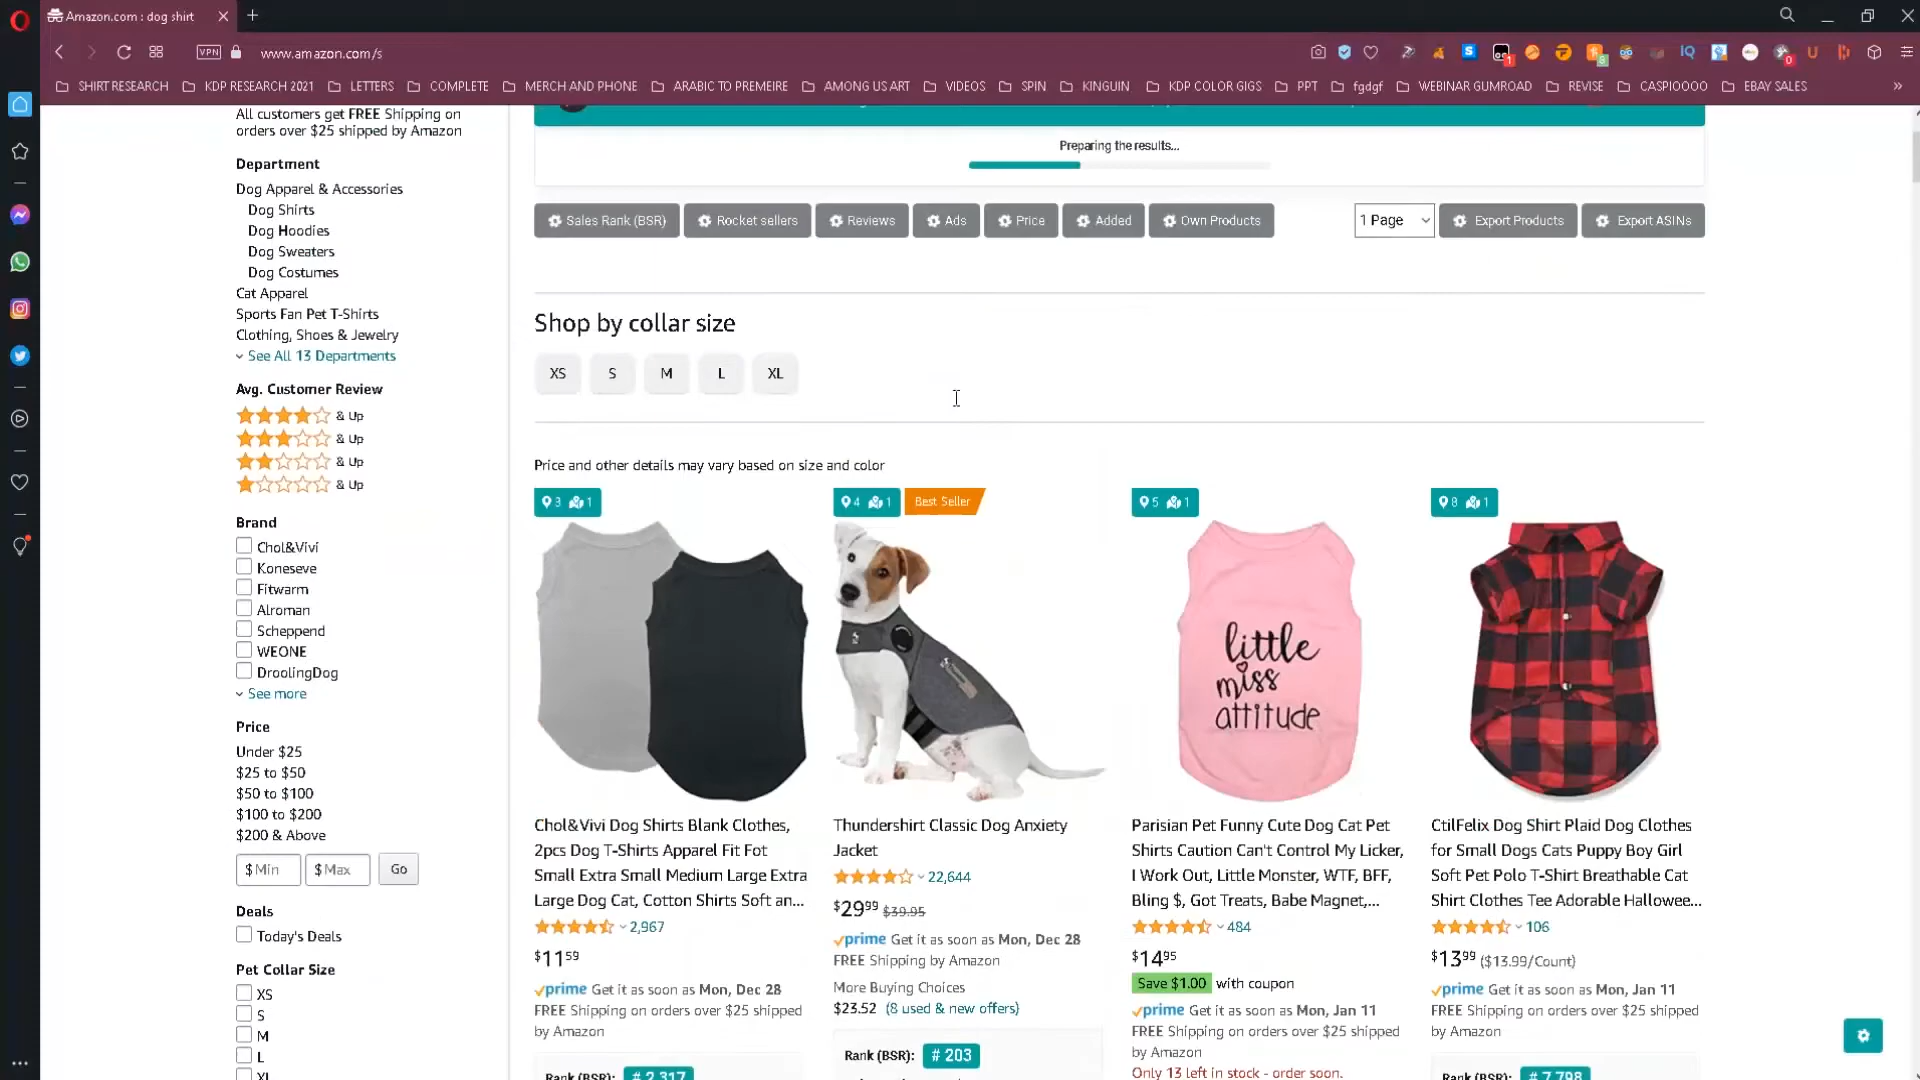 Amazon.com : dog shirt
VPN
www.amazon.com/s
SHIRT RESEARCH
KDP RESEARCH 2021
LETTERS
COMPLETE
MERCH AND PHONE
ARABIC TO PREMEIRE
AMONG US ART
VIDEOS
SPIN
KINGUIN
KDP COLOR GIGS
PPT
fgdgf
WEBINAR GUMROAD
REVISE
CASPIOOOO
EBAY SALES
All customers get FREE Shipping on
orders over $25 shipped by Amazon
Department
Dog Apparel & Accessories
Dog Shirts
Dog Hoodies
Dog Sweaters
Dog Costumes
Cat Apparel
Sports Fan Pet T-Shirts
Clothing, Shoes & Jewelry
See All 13 Departments
Avg. Customer Review
& Up
& Up
& Up
& Up
Brand
Chol&Vivi
Koneseve
Fitwarm
Alroman
Scheppend
WEONE
DroolingDog
See more
Price
Under $25
$25 to $50
$50 to $100
$100 to $200
$200 & Above
$ Min
$ Max
Go
Deals
Today's Deals
Pet Collar Size
XS
S
M
L
XL
Preparing the results...
Sales Rank (BSR)
Rocket sellers
Reviews
Ads
Price
Added
Own Products
1 Page
Export Products
Export ASINs
Shop by collar size
XS
S
M
L
XL
Price and other details may vary based on size and color
3 1
Chol&Vivi Dog Shirts Blank Clothes,
2pcs Dog T-Shirts Apparel Fit Fot
Small Extra Small Medium Large Extra
Large Dog Cat, Cotton Shirts Soft an...
2,967
$11 59
prime Get it as soon as Mon, Dec 28
FREE Shipping on orders over $25 shipped
by Amazon
Rank (BSR): # 2,317
4 1
Best Seller
Thundershirt Classic Dog Anxiety
Jacket
22,644
$29 99 $39.95
prime Get it as soon as Mon, Dec 28
FREE Shipping by Amazon
More Buying Choices
$23.52 (8 used & new offers)
Rank (BSR): # 203
5 1
little
miss
attitude
Parisian Pet Funny Cute Dog Cat Pet
Shirts Caution Can't Control My Licker,
I Work Out, Little Monster, WTF, BFF,
Bling $, Got Treats, Babe Magnet,...
484
$14 95
Save $1.00 with coupon
prime Get it as soon as Mon, Jan 11
FREE Shipping on orders over $25 shipped
by Amazon
Only 13 left in stock - order soon.
8 1
CtilFelix Dog Shirt Plaid Dog Clothes
for Small Dogs Cats Puppy Boy Girl
Soft Pet Polo T-Shirt Breathable Cat
Shirt Clothes Tee Adorable Hallowee...
106
$13 99 ($13.99/Count)
prime Get it as soon as Mon, Jan 11
FREE Shipping on orders over $25 shipped
by Amazon
Rank (BSR): # 7,798